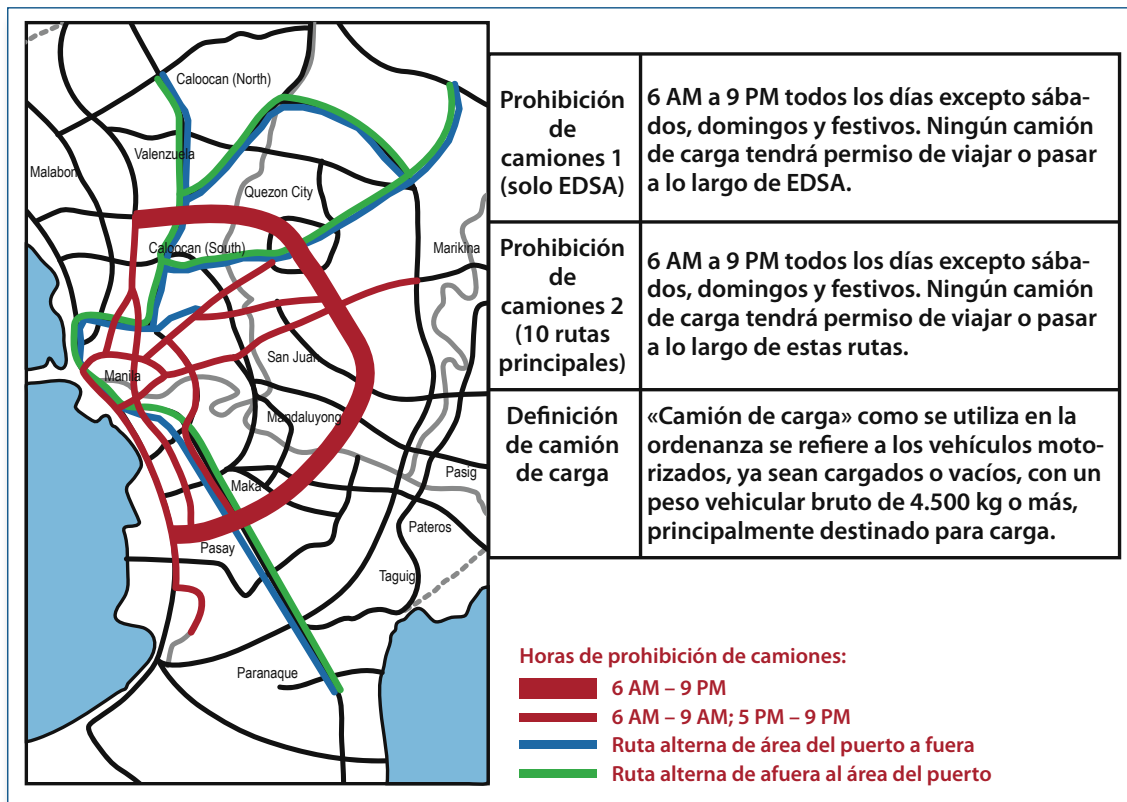 Caloocan (North)
Valenzuela
Malabon
Quezon City
Caloocan (South)
Marikina
San Juan
Manila
Mandaluyong
Pasig
Maka
Pateros
Pasay
Taguig
Paranaque
Prohibición
de
camiones 1
(solo EDSA)
6 AM a 9 PM todos los días excepto sába-
dos, domingos y festivos. Ningún camión
de carga tendrá permiso de viajar o pasar
a lo largo de EDSA.
Prohibición
de
camiones 2
(10 rutas
principales)
6 AM a 9 PM todos los días excepto sába-
dos, domingos y festivos. Ningún camión
de carga tendrá permiso de viajar o pasar
a lo largo de estas rutas.
Definición
de camión
de carga
«Camión de carga» como se utiliza en la
ordenanza se refiere a los vehículos moto-
rizados, ya sean cargados o vacíos, con un
peso vehicular bruto de 4.500 kg o más,
principalmente destinado para carga.
Horas de prohibición de camiones:
6 AM – 9 PM
6 AM – 9 AM; 5 PM – 9 PM
Ruta alterna de área del puerto a fuera
Ruta alterna de afuera al área del puerto